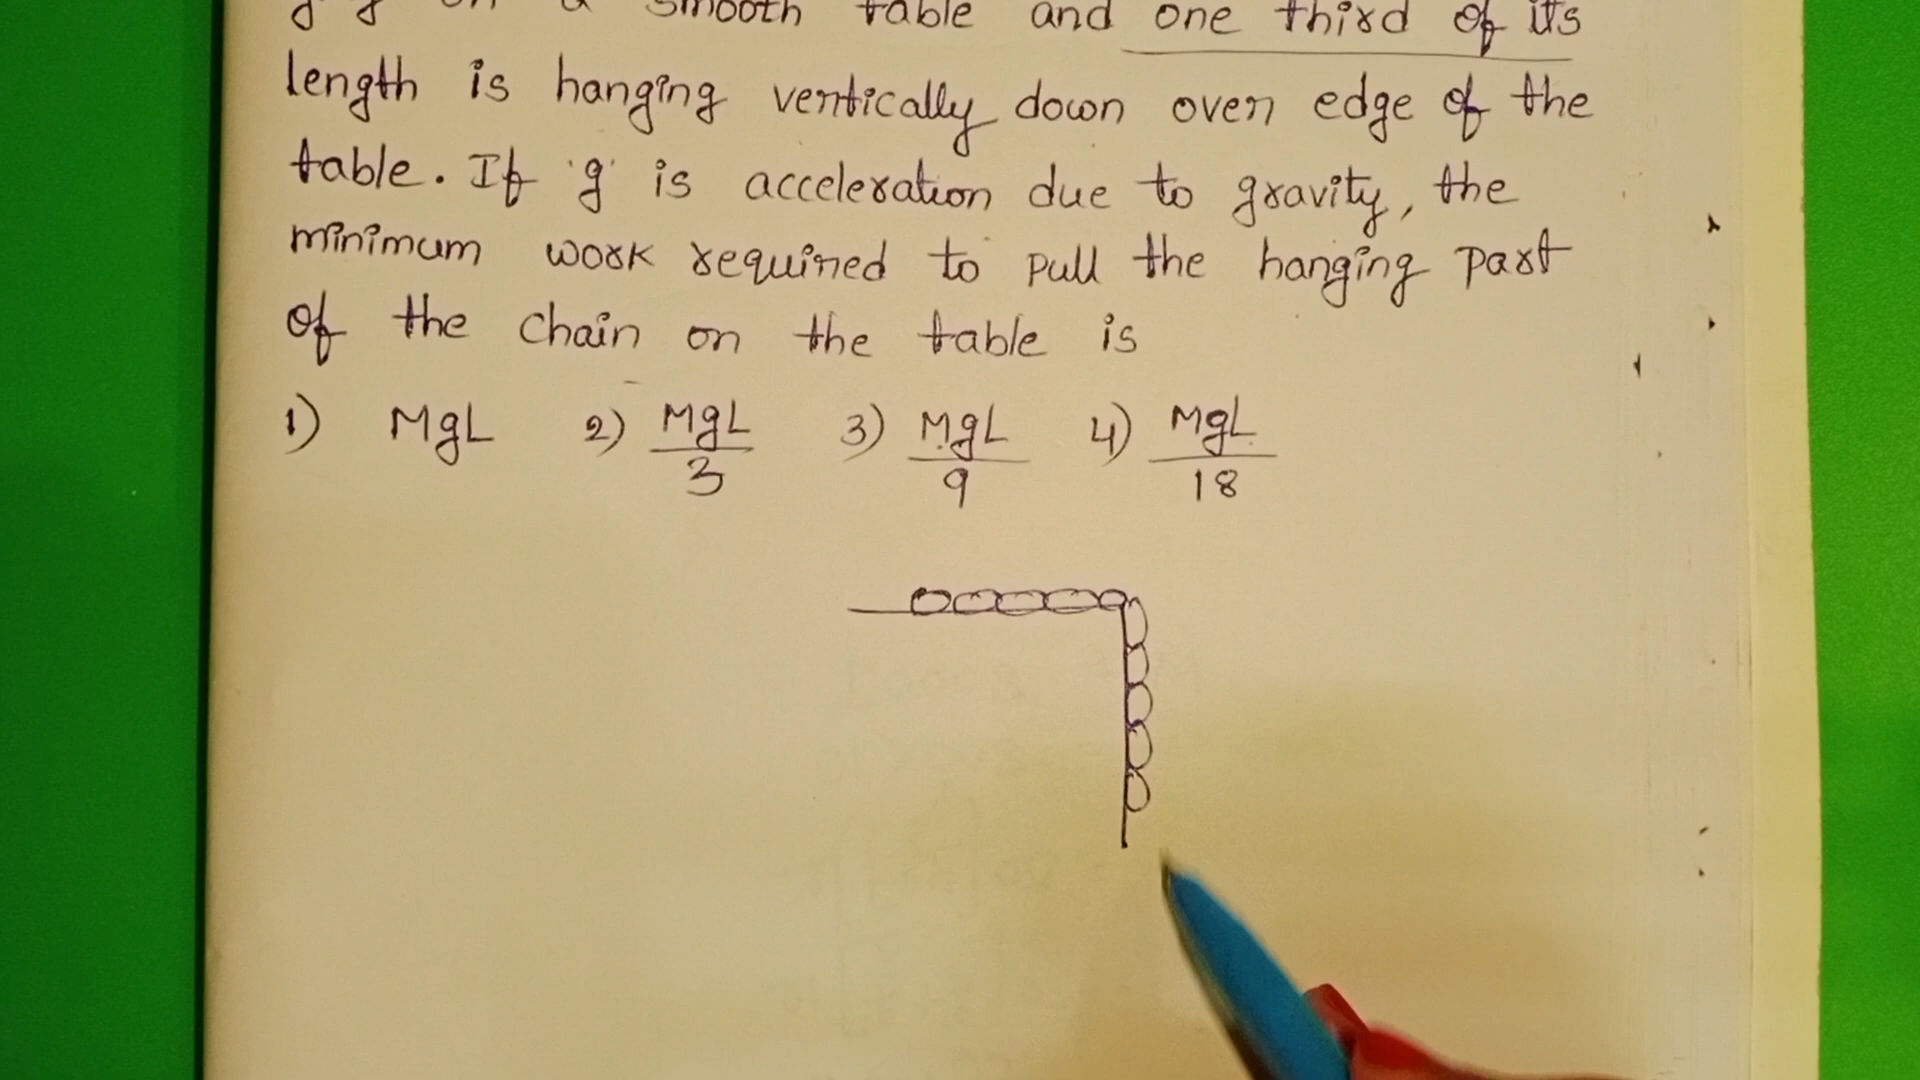 on a smooth table and one third of its
length is hanging vertically down over edge of the
table. If 'g' is acceleration due to gravity, the
minimum work required to pull the hanging part
of the chain on the table is
1) MgL 2) MgL/3 3) MgL/9 4) MgL/18